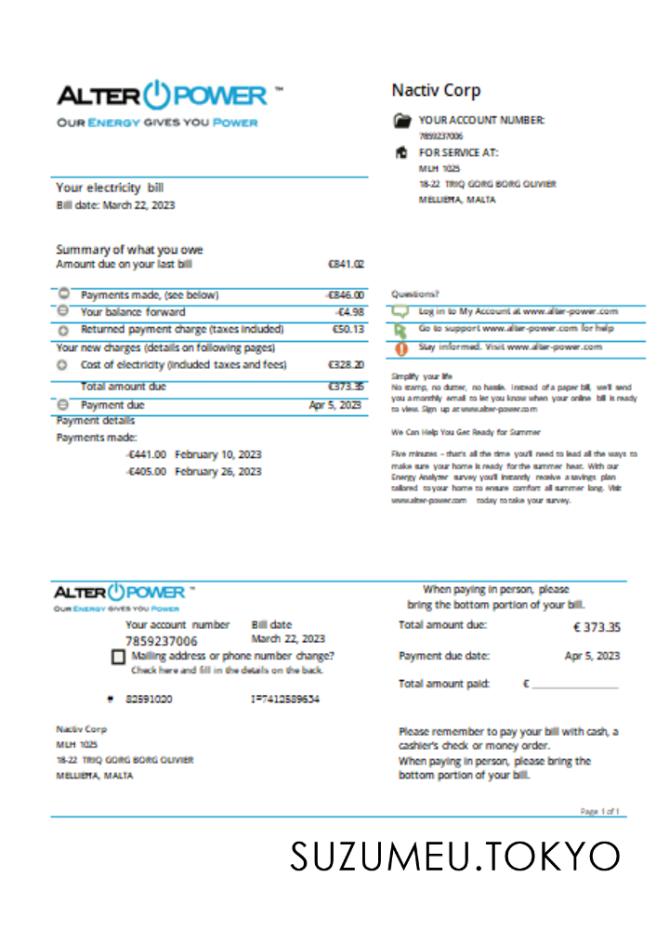 ALTER POWER ™
OUR ENERGY GIVES YOU POWER
Nactiv Corp
YOUR ACCOUNT NUMBER:
7859237006
FOR SERVICE AT:
MLH 1025
18-22 TRIQ GORG BORG OLIVIER
MELLIEĦA, MALTA
Your electricity bill
Bill date: March 22, 2023
Summary of what you owe
Amount due on your last bill €841.02
Payments made, (see below) -€846.00
Your balance forward -€4.98
Returned payment charge (taxes included) €50.13
Your new charges (details on following pages)
Cost of electricity (included taxes and fees) €328.20
Total amount due €373.35
Payment due Apr 5, 2023
Payment details
Payments made:
-€441.00 February 10, 2023
-€405.00 February 26, 2023
Questions?
Log in to My Account at www.alter-power.com
Go to support www.alter-power.com for help
Stay informed. Visit www.alter-power.com
Simplify your life
No stamp, no clutter, no hassle. Instead of a paper bill, we'll send
you a monthly email to let you know when your online bill is ready
to view. Sign up at www.alter-power.com
We Can Help You Get Ready for Summer
Five minutes - that's all the time you'll need to lead all the ways to
make sure your home is ready for the summer heat. With our
Energy Analyzer survey you'll instantly receive a savings plan
tailored to your home to ensure comfort all summer long. Visit
www.alter-power.com today to take your survey.
ALTER POWER ™
OUR ENERGY GIVES YOU POWER
When paying in person, please
bring the bottom portion of your bill.
Your account number Bill date
7859237006 March 22, 2023
Mailing address or phone number change?
Check here and fill in the details on the back.
Total amount due: € 373.35
Payment due date: Apr 5, 2023
Total amount paid: €
# 82591020 I=7412589634
Nactiv Corp
MLH 1025
18-22 TRIQ GORG BORG OLIVIER
MELLIEĦA, MALTA
Please remember to pay your bill with cash, a
cashier's check or money order.
When paying in person, please bring the
bottom portion of your bill.
Page 1 of 1
SUZUMEU.TOKYO